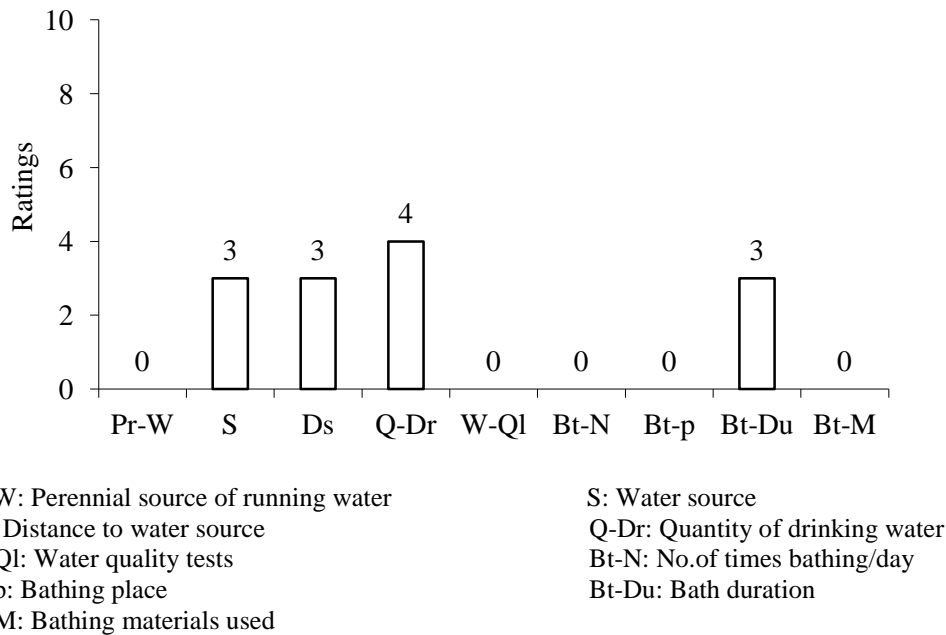 10
8
6
4
2
0
Ratings
0 3 3 4 0 0 0 3 0
Pr-W S Ds Q-Dr W-Ql Bt-N Bt-p Bt-Du Bt-M
W: Perennial source of running water S: Water source
Distance to water source Q-Dr: Quantity of drinking water
Ql: Water quality tests Bt-N: No.of times bathing/day
p: Bathing place Bt-Du: Bath duration
M: Bathing materials used